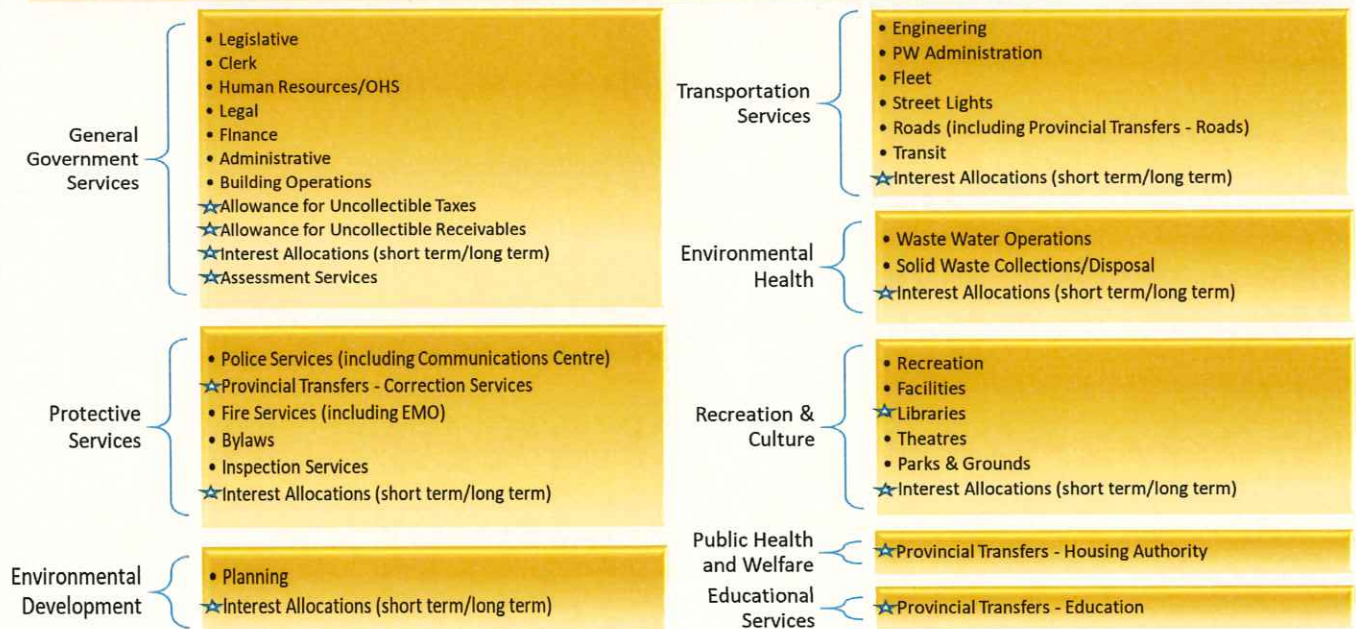 General
Government
Services
• Legislative
• Clerk
• Human Resources/OHS
• Legal
• FInance
• Administrative
• Building Operations
☆Allowance for Uncollectible Taxes
☆Allowance for Uncollectible Receivables
☆Interest Allocations (short term/long term)
☆Assessment Services
Protective
Services
• Police Services (including Communications Centre)
☆Provincial Transfers - Correction Services
• Fire Services (including EMO)
• Bylaws
• Inspection Services
☆Interest Allocations (short term/long term)
Environmental
Development
• Planning
☆Interest Allocations (short term/long term)
Transportation
Services
• Engineering
• PW Administration
• Fleet
• Street Lights
• Roads (including Provincial Transfers - Roads)
• Transit
☆Interest Allocations (short term/long term)
Environmental
Health
• Waste Water Operations
• Solid Waste Collections/Disposal
☆Interest Allocations (short term/long term)
Recreation &
Culture
• Recreation
• Facilities
☆Libraries
• Theatres
• Parks & Grounds
☆Interest Allocations (short term/long term)
Public Health
and Welfare
☆Provincial Transfers - Housing Authority
Educational
Services
☆Provincial Transfers - Education